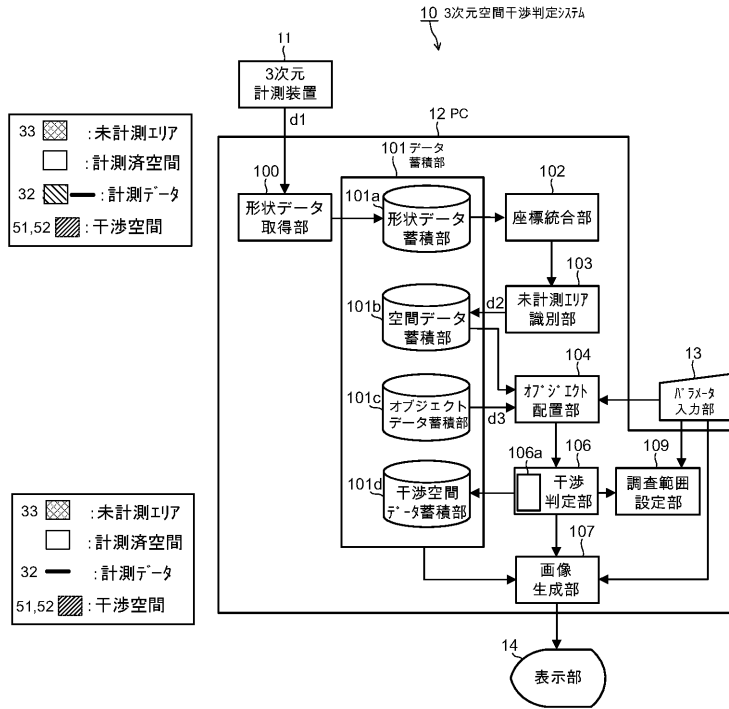 10 3次元空間干渉判定システム
11
3次元
計測装置
d1
33 :未計測エリア
:計測済空間
32 :計測データ
51,52 :干渉空間
12 PC
101 データ
蓄積部
100
形状データ
取得部
101a
形状データ
蓄積部
102
座標統合部
103
未計測エリア
識別部
d2
101b
空間データ
蓄積部
104
オブジェクト
配置部
13
パラメータ
入力部
101c
オブジェクト
データ蓄積部
d3
106a
106
干渉
判定部
109
調査範囲
設定部
101d
干渉空間
データ蓄積部
107
画像
生成部
33 :未計測エリア
:計測済空間
32 :計測データ
51,52 :干渉空間
14
表示部